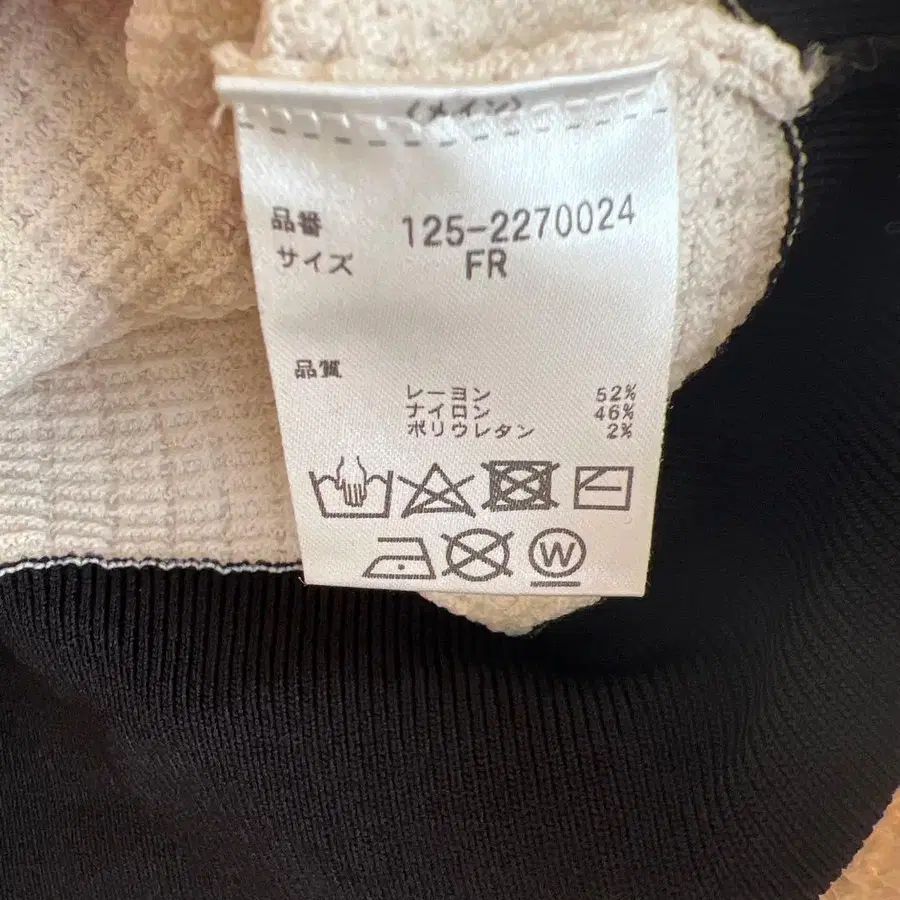 〈メイン〉
品番 125-2270024
サイズ FR
品質
レーヨン 52%
ナイロン 46%
ポリウレタン 2%
W